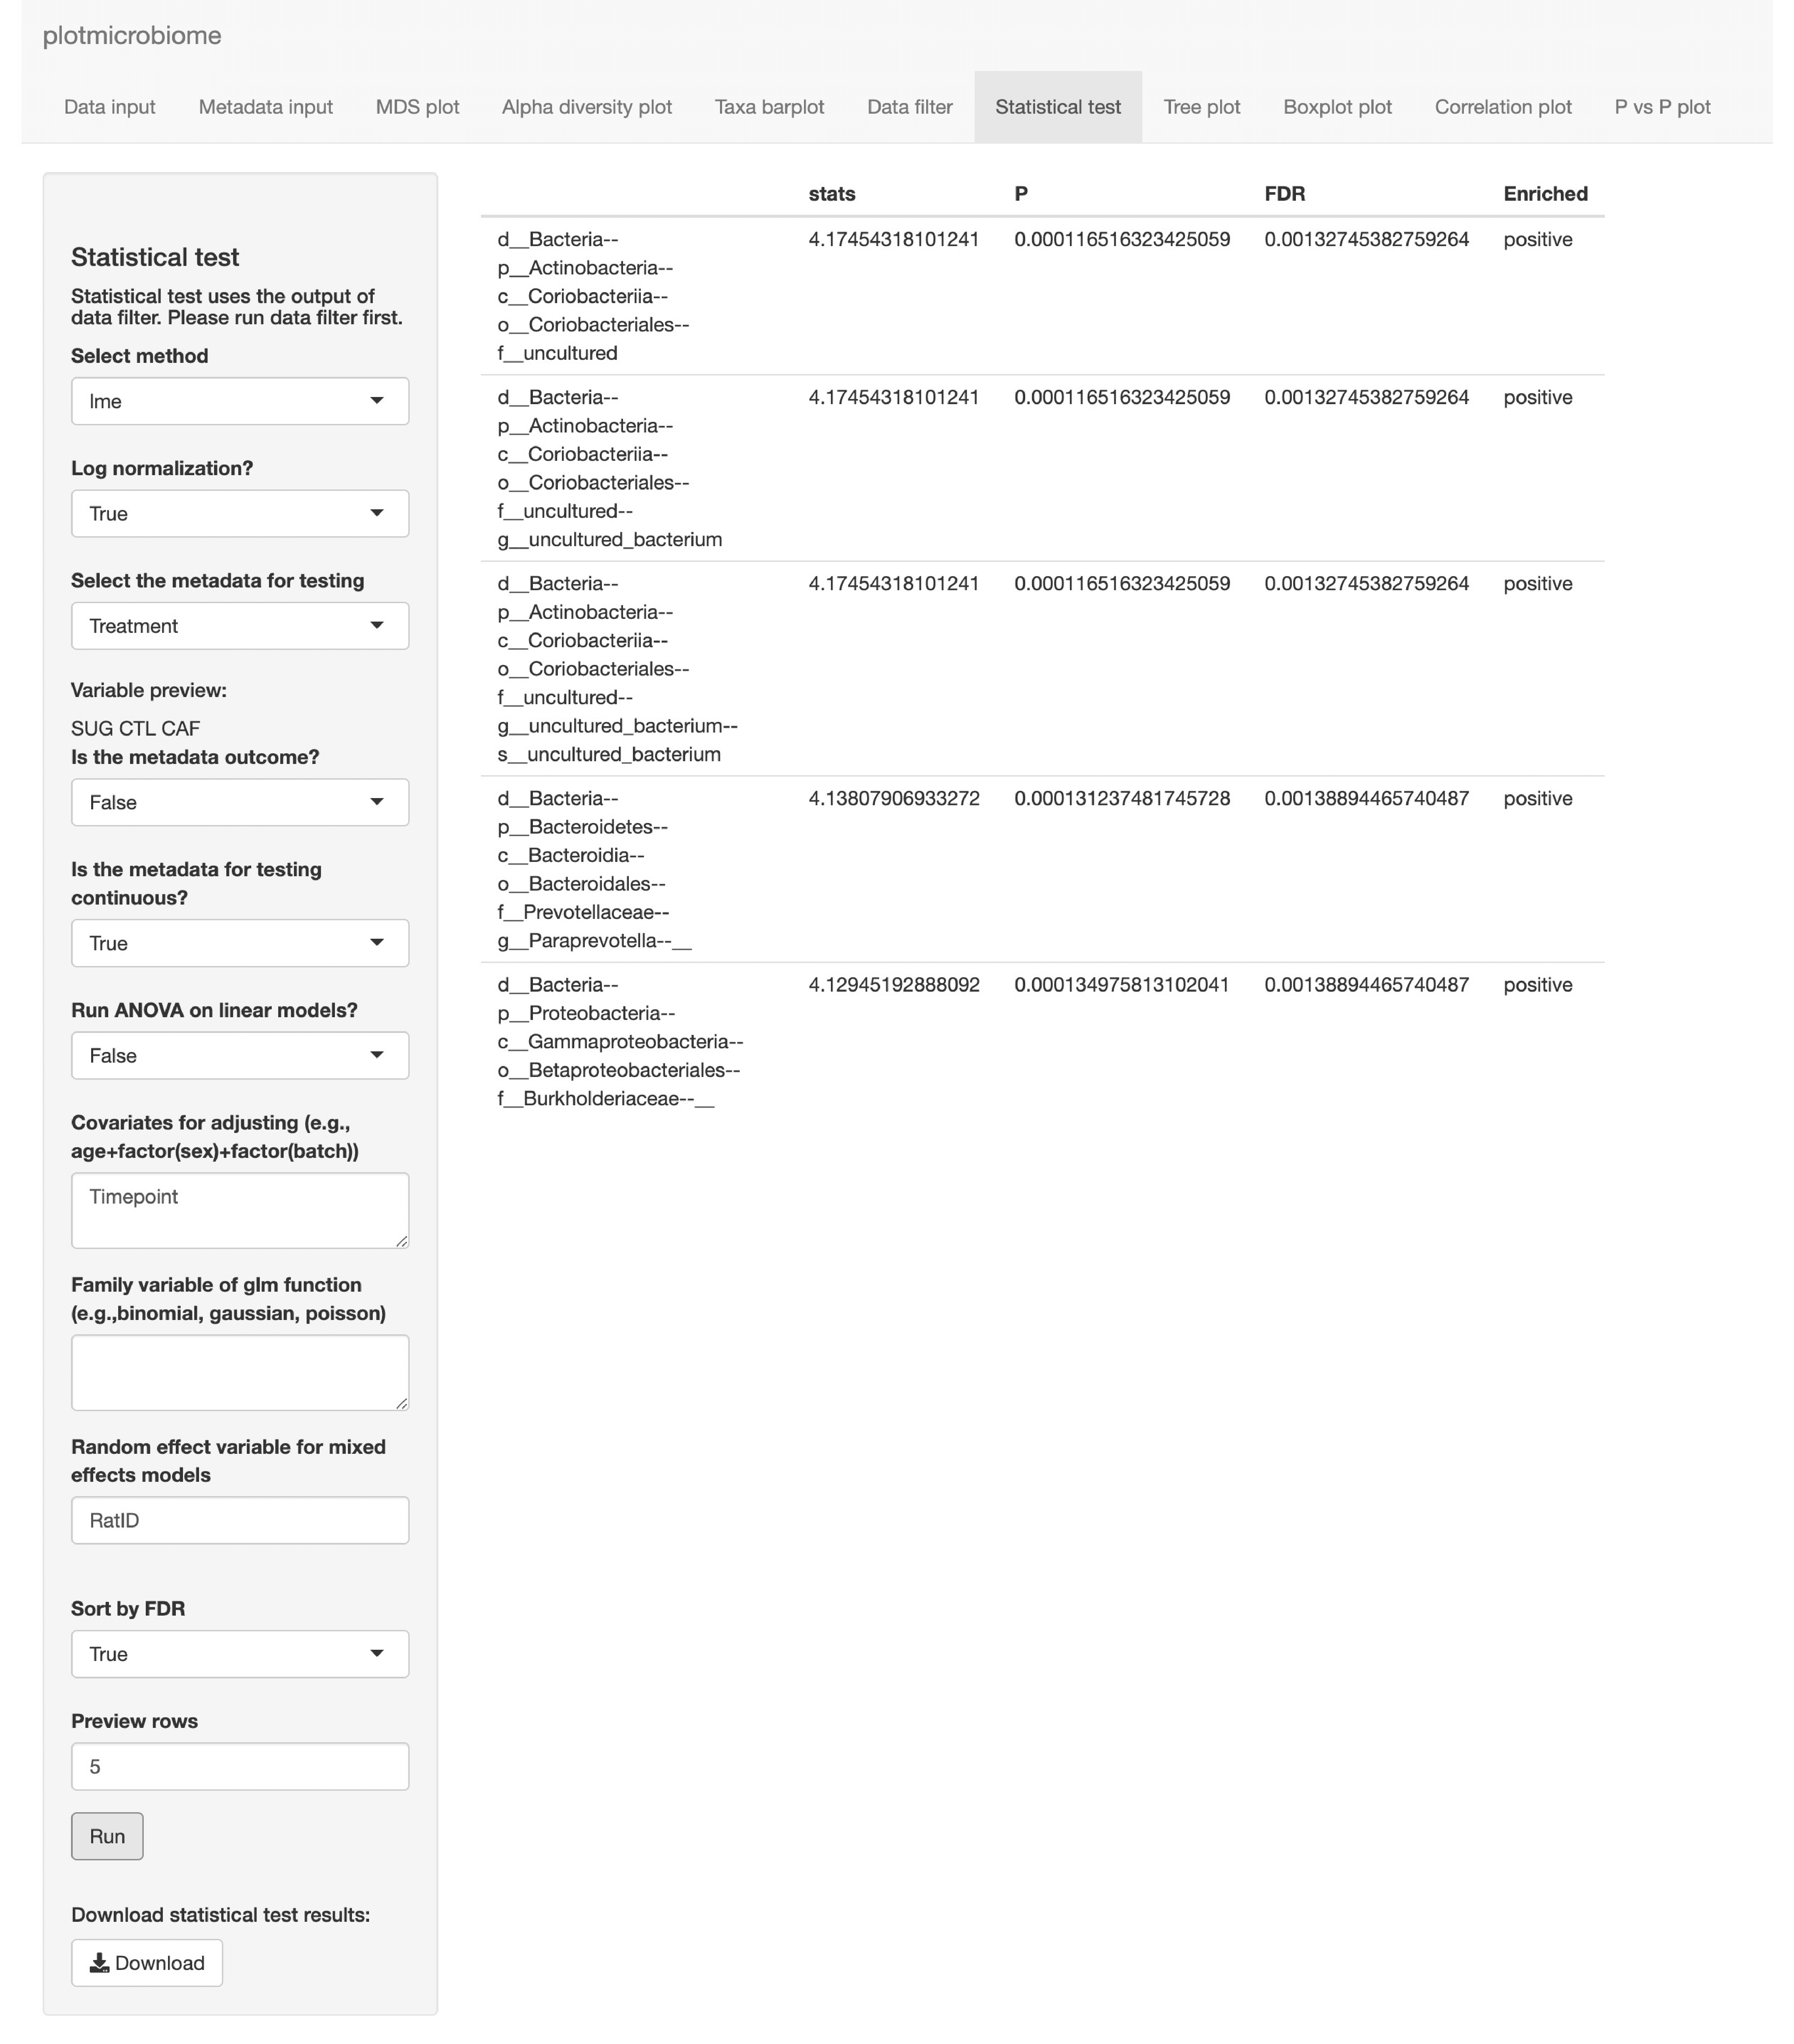 plotmicrobiome
Data input Metadata input MDS plot Alpha diversity plot Taxa barplot Data filter Statistical test Tree plot Boxplot plot Correlation plot P vs P plot
Statistical test
Statistical test uses the output of
data filter. Please run data filter first.
Select method
lme
Log normalization?
True
Select the metadata for testing
Treatment
Variable preview:
SUG CTL CAF
Is the metadata outcome?
False
Is the metadata for testing
continuous?
True
Run ANOVA on linear models?
False
Covariates for adjusting (e.g.,
age+factor(sex)+factor(batch))
Timepoint
Family variable of glm function
(e.g.,binomial, gaussian, poisson)
Random effect variable for mixed
effects models
RatID
Sort by FDR
True
Preview rows
5
Run
Download statistical test results:
Download
stats P FDR Enriched
d__Bacteria-- 4.17454318101241 0.000116516323425059 0.00132745382759264 positive
p__Actinobacteria--
c__Coriobacteriia--
o__Coriobacteriales--
f__uncultured
d__Bacteria-- 4.17454318101241 0.000116516323425059 0.00132745382759264 positive
p__Actinobacteria--
c__Coriobacteriia--
o__Coriobacteriales--
f__uncultured--
g__uncultured_bacterium
d__Bacteria-- 4.17454318101241 0.000116516323425059 0.00132745382759264 positive
p__Actinobacteria--
c__Coriobacteriia--
o__Coriobacteriales--
f__uncultured--
g__uncultured_bacterium--
s__uncultured_bacterium
d__Bacteria-- 4.13807906933272 0.000131237481745728 0.00138894465740487 positive
p__Bacteroidetes--
c__Bacteroidia--
o__Bacteroidales--
f__Prevotellaceae--
g__Paraprevotella--__
d__Bacteria-- 4.12945192888092 0.000134975813102041 0.00138894465740487 positive
p__Proteobacteria--
c__Gammaproteobacteria--
o__Betaproteobacteriales--
f__Burkholderiaceae--__